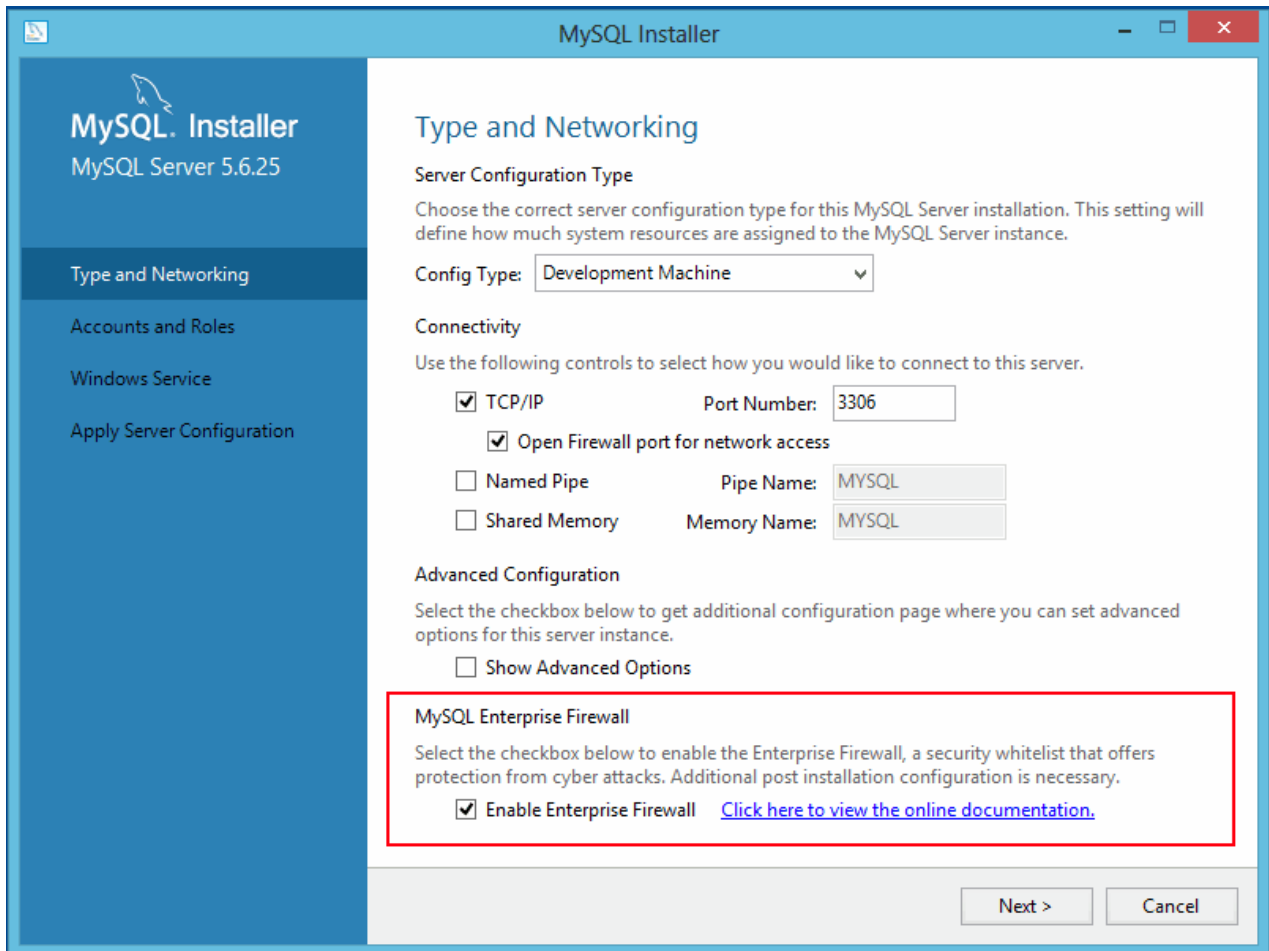 MySQL Installer
MySQL. Installer
MySQL Server 5.6.25
Type and Networking
Accounts and Roles
Windows Service
Apply Server Configuration
Type and Networking
Server Configuration Type
Choose the correct server configuration type for this MySQL Server installation. This setting will
define how much system resources are assigned to the MySQL Server instance.
Config Type: Development Machine
Connectivity
Use the following controls to select how you would like to connect to this server.
TCP/IP Port Number: 3306
Open Firewall port for network access
Named Pipe Pipe Name: MYSQL
Shared Memory Memory Name: MYSQL
Advanced Configuration
Select the checkbox below to get additional configuration page where you can set advanced
options for this server instance.
Show Advanced Options
MySQL Enterprise Firewall
Select the checkbox below to enable the Enterprise Firewall, a security whitelist that offers
protection from cyber attacks. Additional post installation configuration is necessary.
Enable Enterprise Firewall Click here to view the online documentation.
Next > Cancel